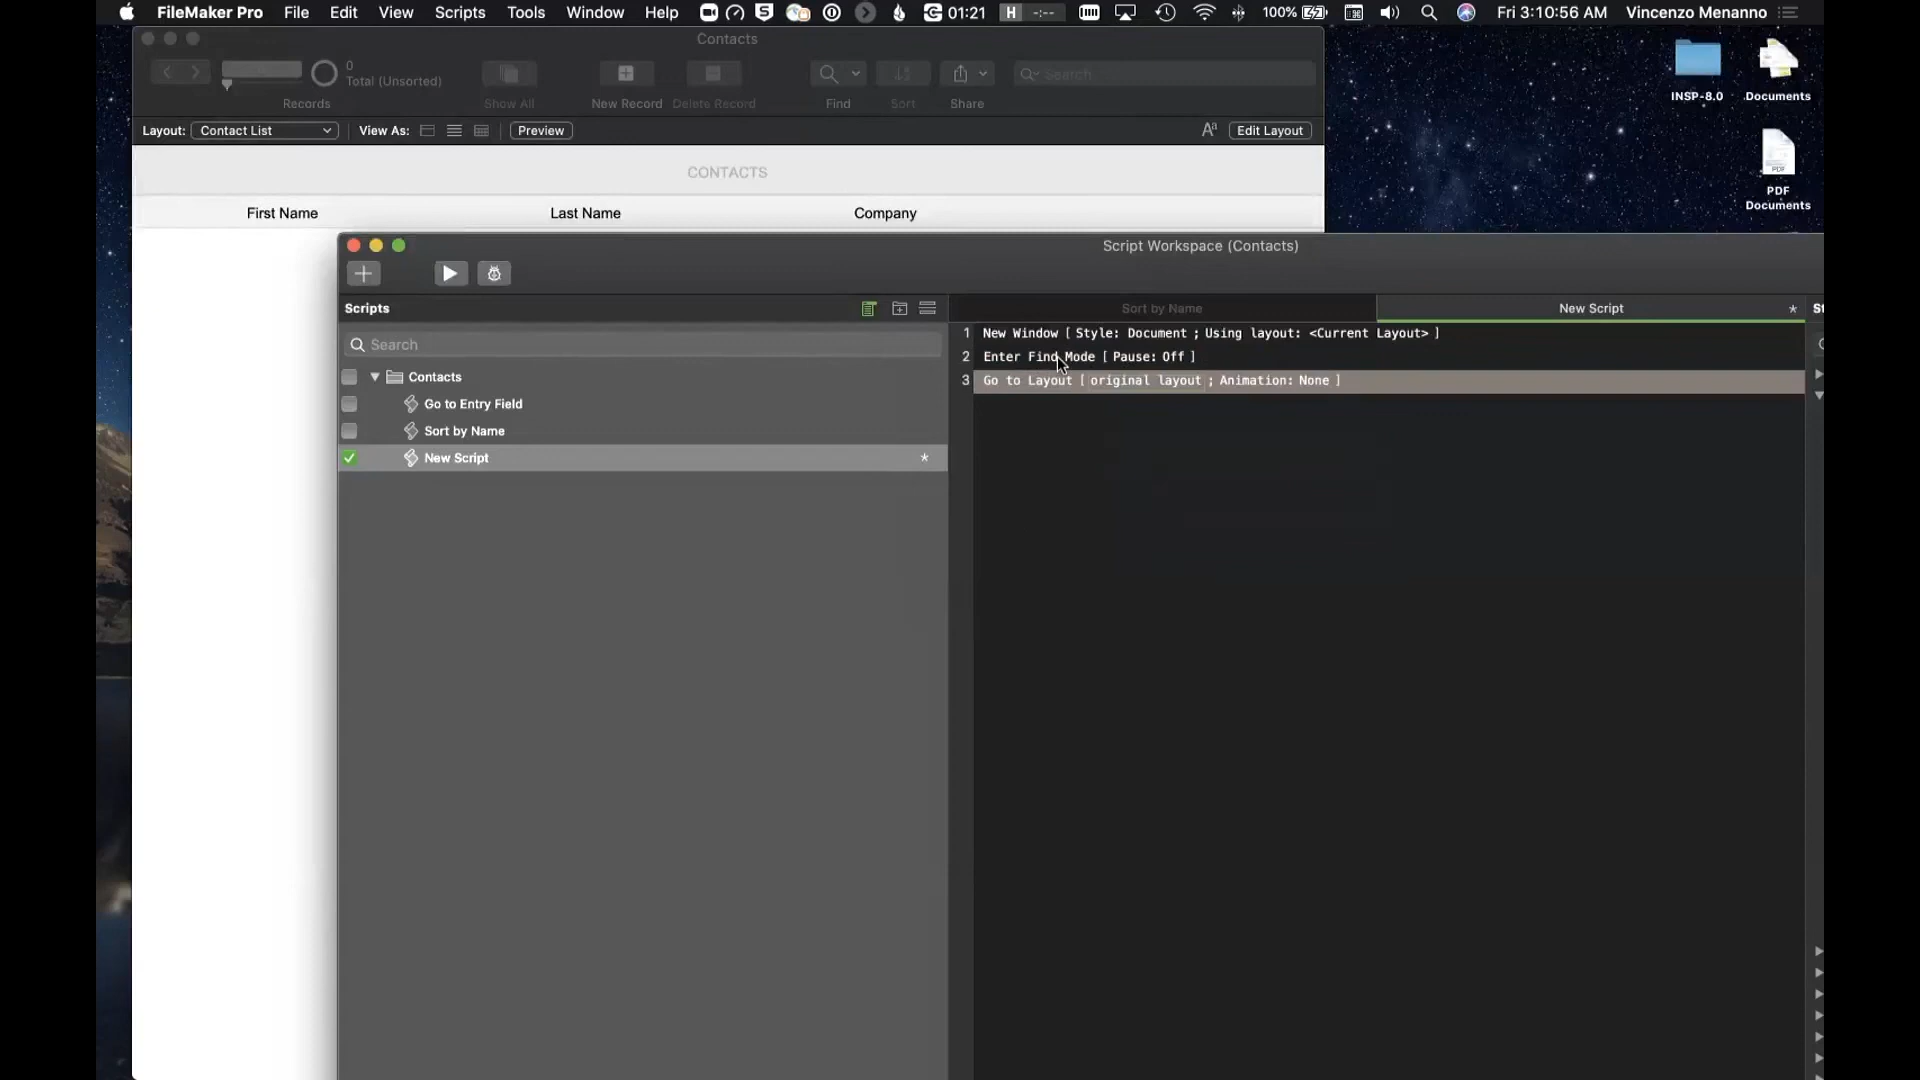 FileMaker Pro File Edit View Scripts Tools Window Help 01:21 H -:-- 100% Fri 3:10:56 AM Vincenzo Menanno
Contacts
0
Total (Unsorted)
Search
Records Show All New Record Delete Record Find Sort Share
Layout: Contact List View As: Preview Aa Edit Layout
CONTACTS
First Name Last Name Company
INSP-8.0 Documents
PDF
PDF
Documents
Script Workspace (Contacts)
Scripts Sort by Name New Script *
Search
Contacts
Go to Entry Field
Sort by Name
New Script *
1 New Window [ Style: Document ; Using layout: <Current Layout> ]
2 Enter Find Mode [ Pause: Off ]
3 Go to Layout [ original layout ; Animation: None ]